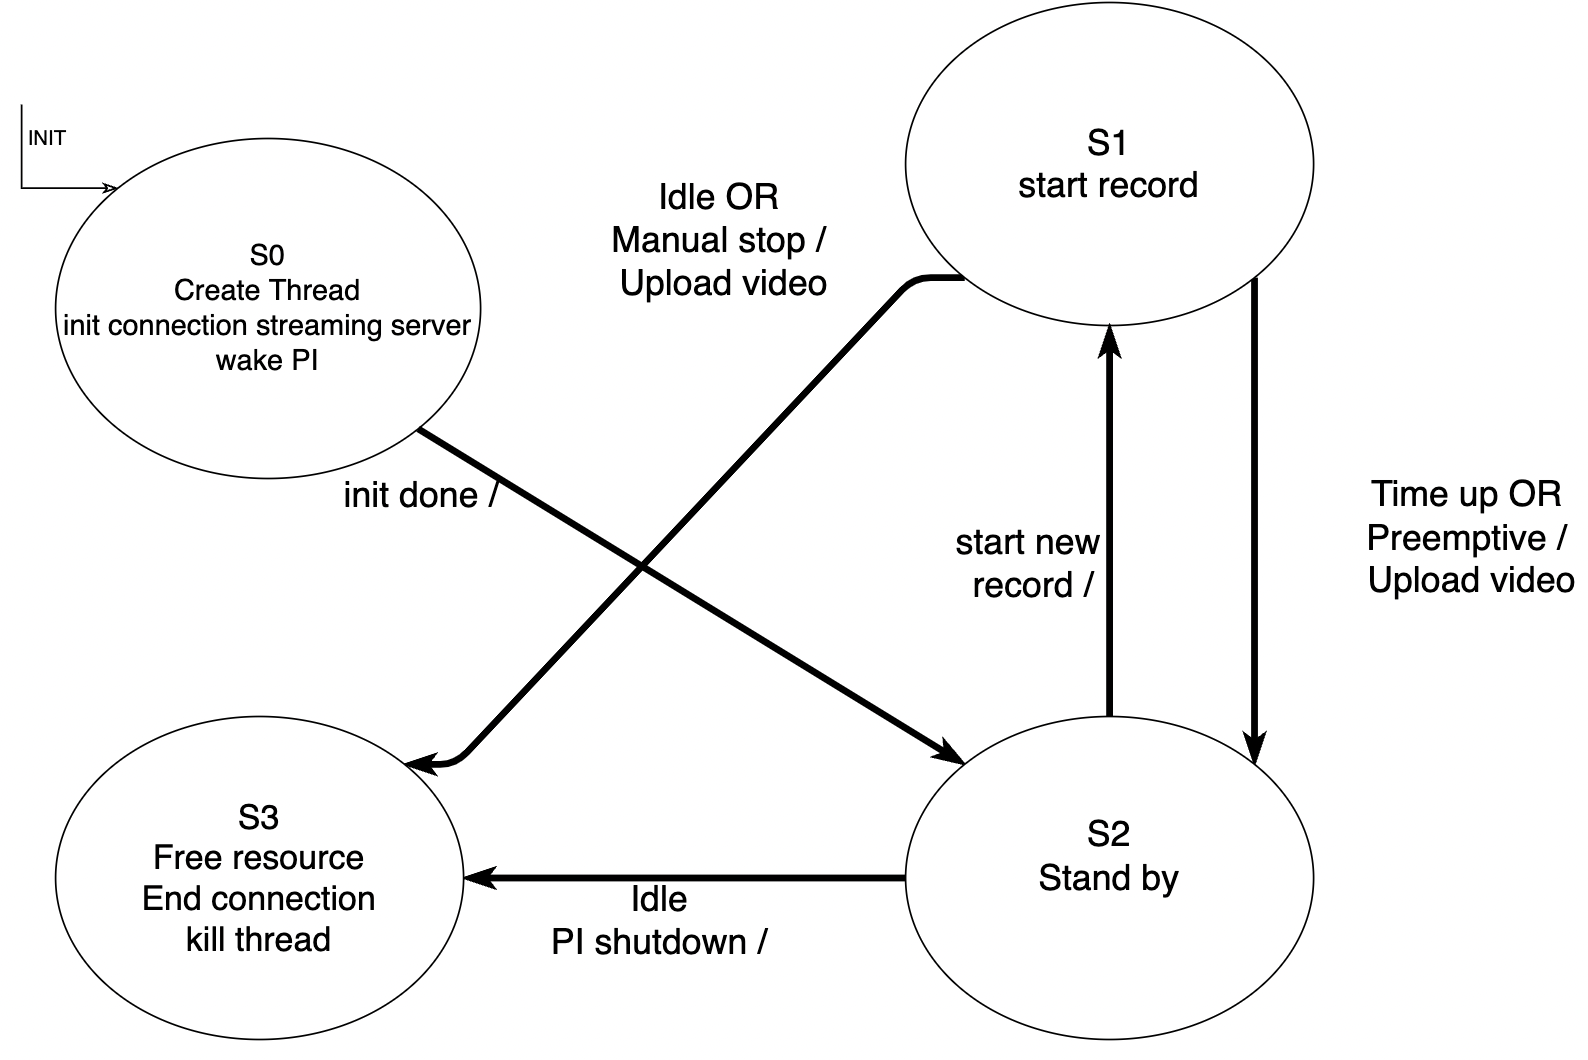 INIT
S0
Create Thread
init connection streaming server
wake PI
S1
start record
Idle OR
Manual stop /
Upload video
init done /
start new
record /
Time up OR
Preemptive /
Upload video
S3
Free resource
End connection
kill thread
Idle
PI shutdown /
S2
Stand by